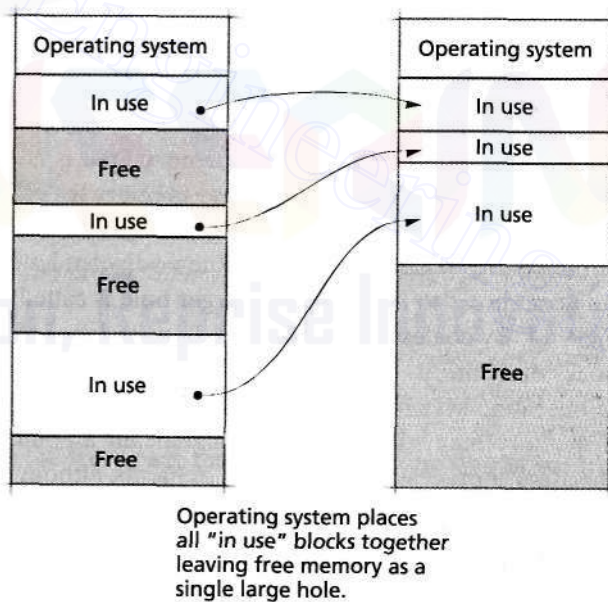 Operating system
In use
Free
In use
Free
In use
Free
Operating system
In use
In use
In use
Free
Operating system places
all "in use" blocks together
leaving free memory as a
single large hole.